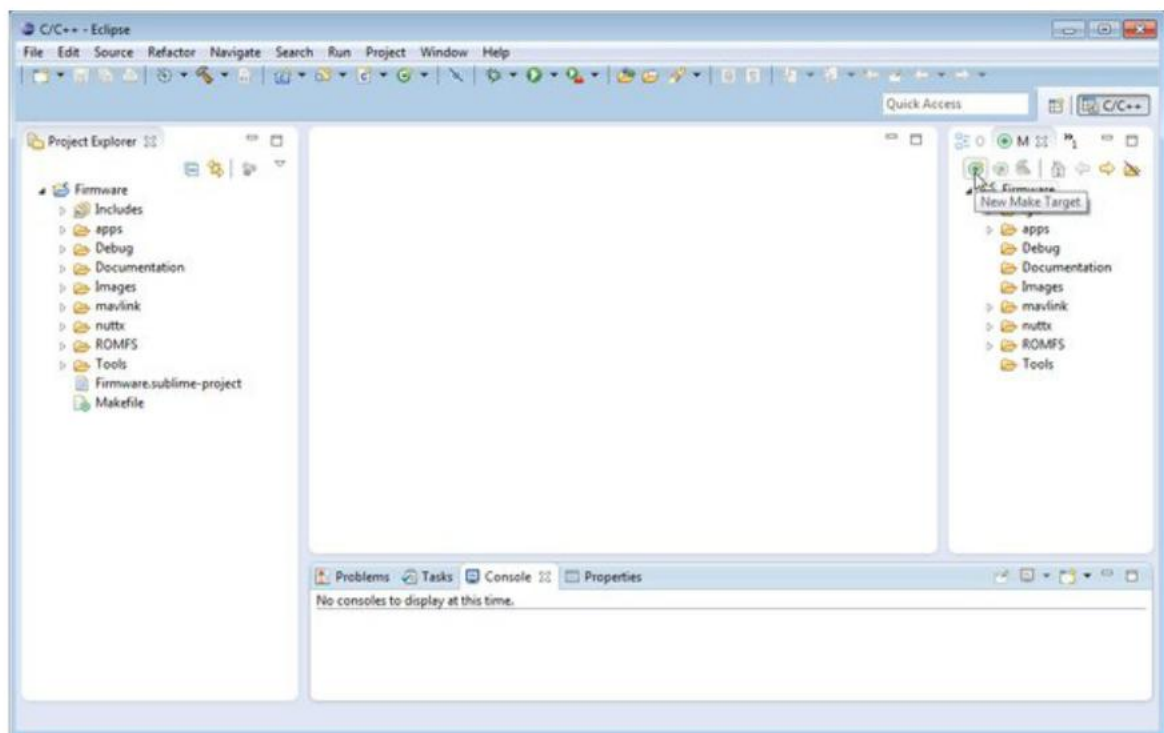 C/C++ - Eclipse
File Edit Source Refactor Navigate Search Run Project Window Help
Quick Access
C/C++
Project Explorer
Firmware
Includes
apps
Debug
Documentation
Images
mavlink
nuttx
ROMFS
Tools
Firmware.sublime-project
Makefile
Problems Tasks Console Properties
No consoles to display at this time.
O M
Firmware
New Make Target
apps
Debug
Documentation
Images
mavlink
nuttx
ROMFS
Tools